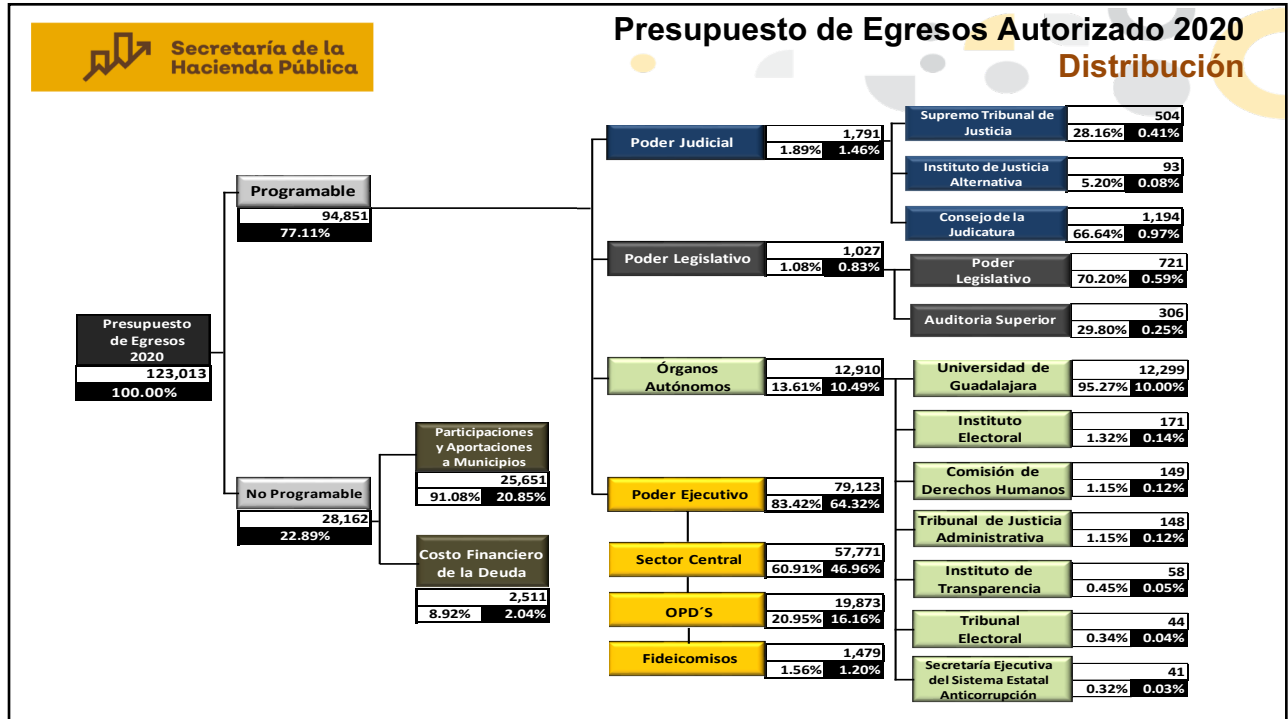 Secretaría de la
Hacienda Pública
Presupuesto de Egresos Autorizado 2020
Distribución
Presupuesto
de Egresos
2020
123,013
100.00%
Programable
94,851
77.11%
No Programable
28,162
22.89%
Participaciones
y Aportaciones
a Municipios
25,651
91.08% 20.85%
Costo Financiero
de la Deuda
2,511
8.92% 2.04%
Poder Judicial
1,791
1.89% 1.46%
Supremo Tribunal de
Justicia
504
28.16% 0.41%
Instituto de Justicia
Alternativa
93
5.20% 0.08%
Consejo de la
Judicatura
1,194
66.64% 0.97%
Poder Legislativo
1,027
1.08% 0.83%
Poder
Legislativo
721
70.20% 0.59%
Auditoria Superior
306
29.80% 0.25%
Órganos
Autónomos
12,910
13.61% 10.49%
Universidad de
Guadalajara
12,299
95.27% 10.00%
Instituto
Electoral
171
1.32% 0.14%
Comisión de
Derechos Humanos
149
1.15% 0.12%
Tribunal de Justicia
Administrativa
148
1.15% 0.12%
Instituto de
Transparencia
58
0.45% 0.05%
Tribunal
Electoral
44
0.34% 0.04%
Secretaría Ejecutiva
del Sistema Estatal
Anticorrupción
41
0.32% 0.03%
Poder Ejecutivo
79,123
83.42% 64.32%
Sector Central
57,771
60.91% 46.96%
OPD´S
19,873
20.95% 16.16%
Fideicomisos
1,479
1.56% 1.20%